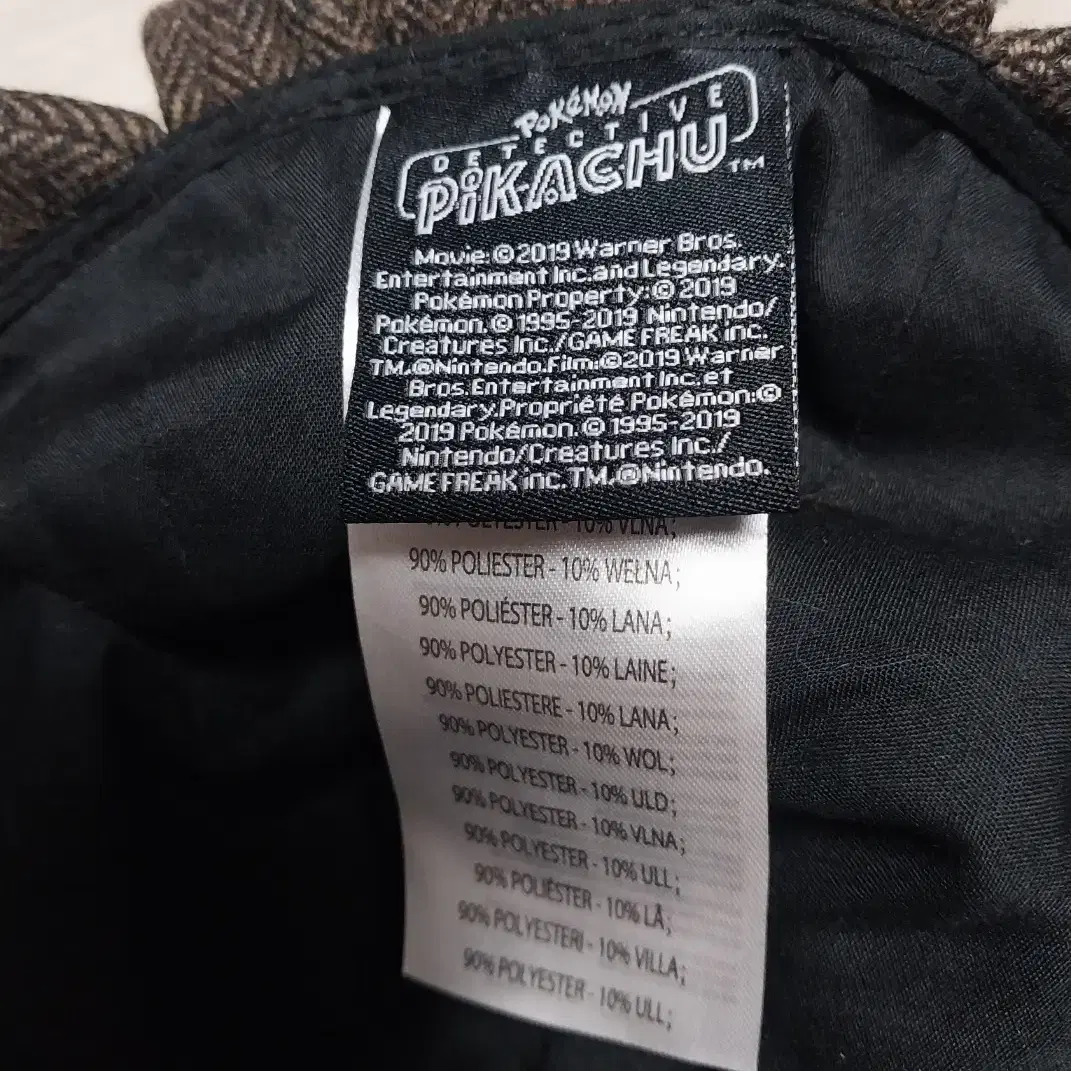 POKéMON
DETECTIVE
PiKACHU™
Movie:©2019 Warner Bros.
Entertainment Inc.and Legendary.
Pokémon Property:© 2019
Pokémon. © 1995-2019 Nintendo/
Creatures Inc./GAME FREAK inc.
TM,®Nintendo.Film:©2019 Warner
Bros. Entertainment Inc. et
Legendary.Propriété Pokémon:©
2019 Pokémon. © 1995-2019
Nintendo/Creatures Inc./
GAME FREAK inc. TM,®Nintendo.
POLYESTER - 10% VLNA;
90% POLIESTER - 10% WEŁNA;
90% POLIÉSTER - 10% LANA;
90% POLYESTER - 10% LAINE;
90% POLIESTERE - 10% LANA;
90% POLYESTER - 10% WOL;
90% POLYESTER - 10% ULD;
90% POLYESTER - 10% VLNA;
90% POLYESTER - 10% ULL;
90% POLIÉSTER - 10% LÃ;
90% POLYESTERI - 10% VILLA;
90% POLYESTER - 10% ULL;